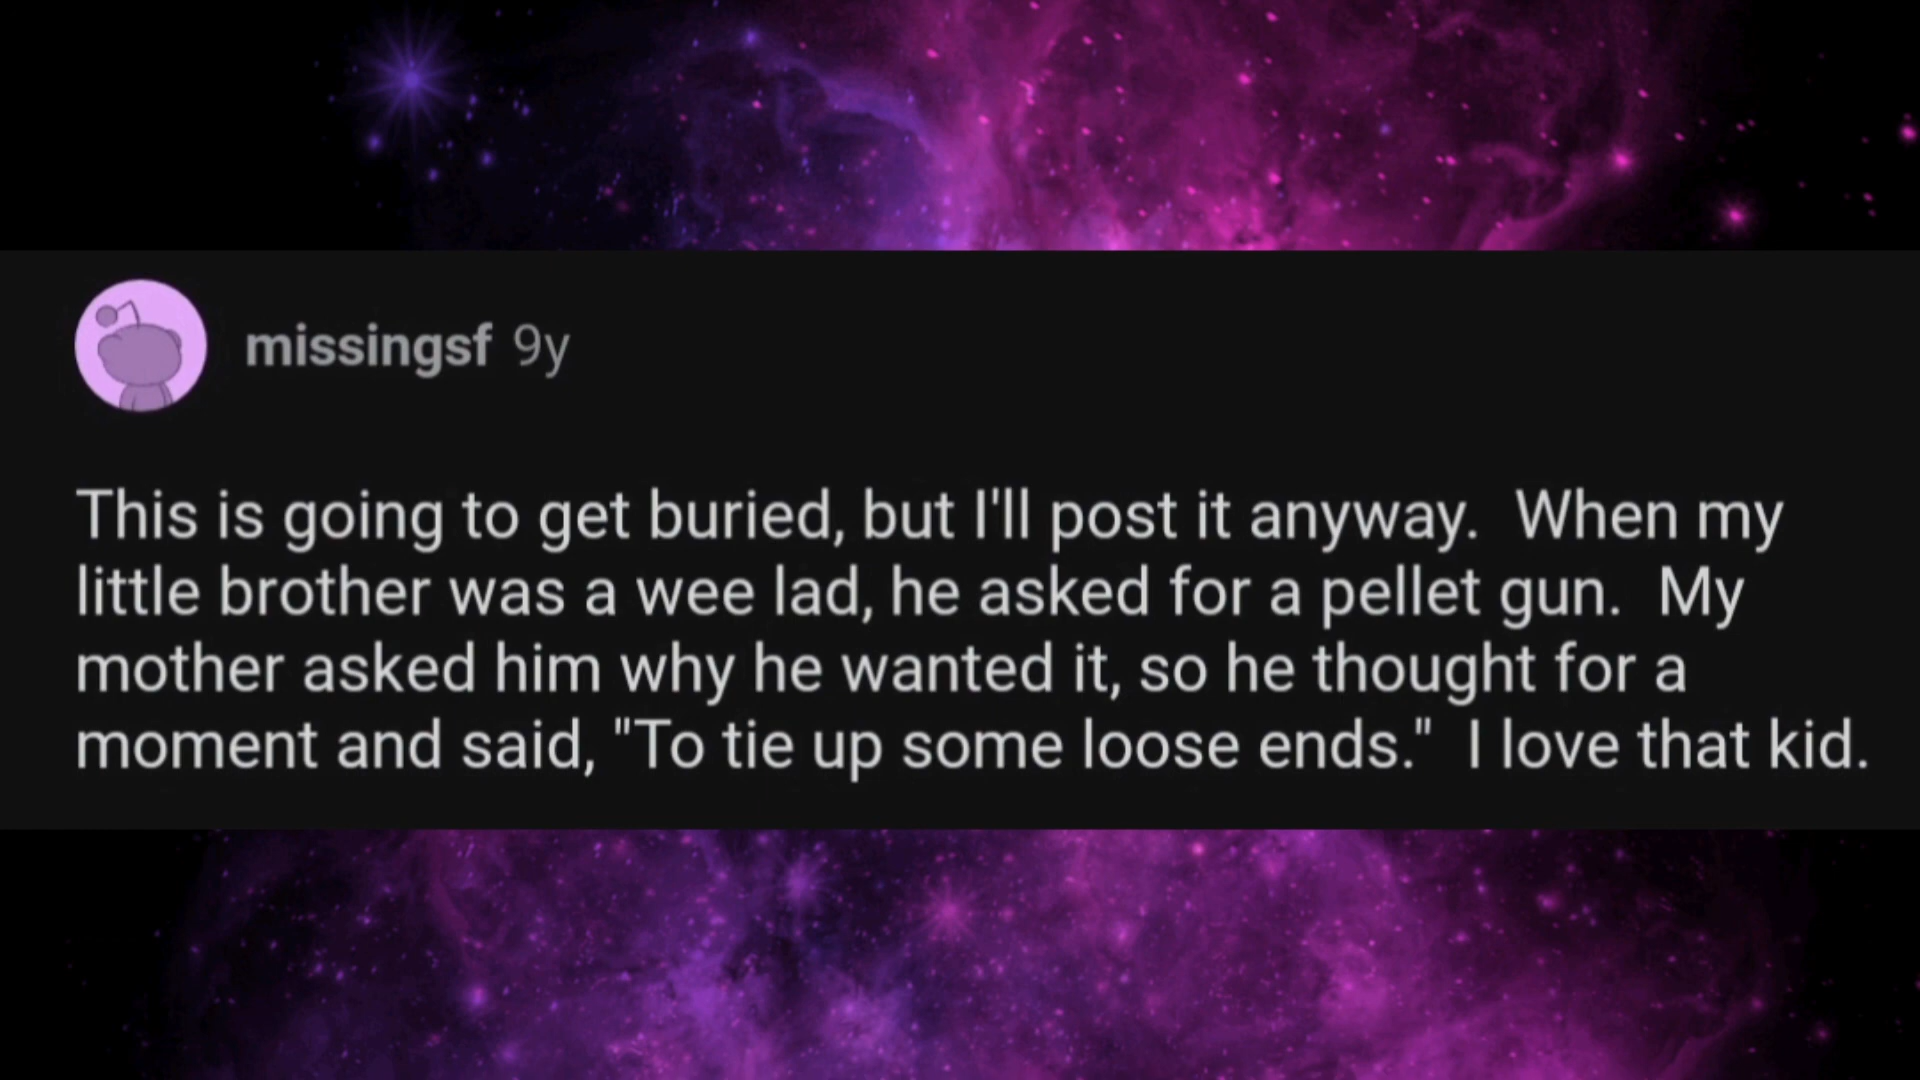 missingsf 9y
This is going to get buried, but I'll post it anyway.  When my
little brother was a wee lad, he asked for a pellet gun.  My
mother asked him why he wanted it, so he thought for a
moment and said, "To tie up some loose ends."  I love that kid.